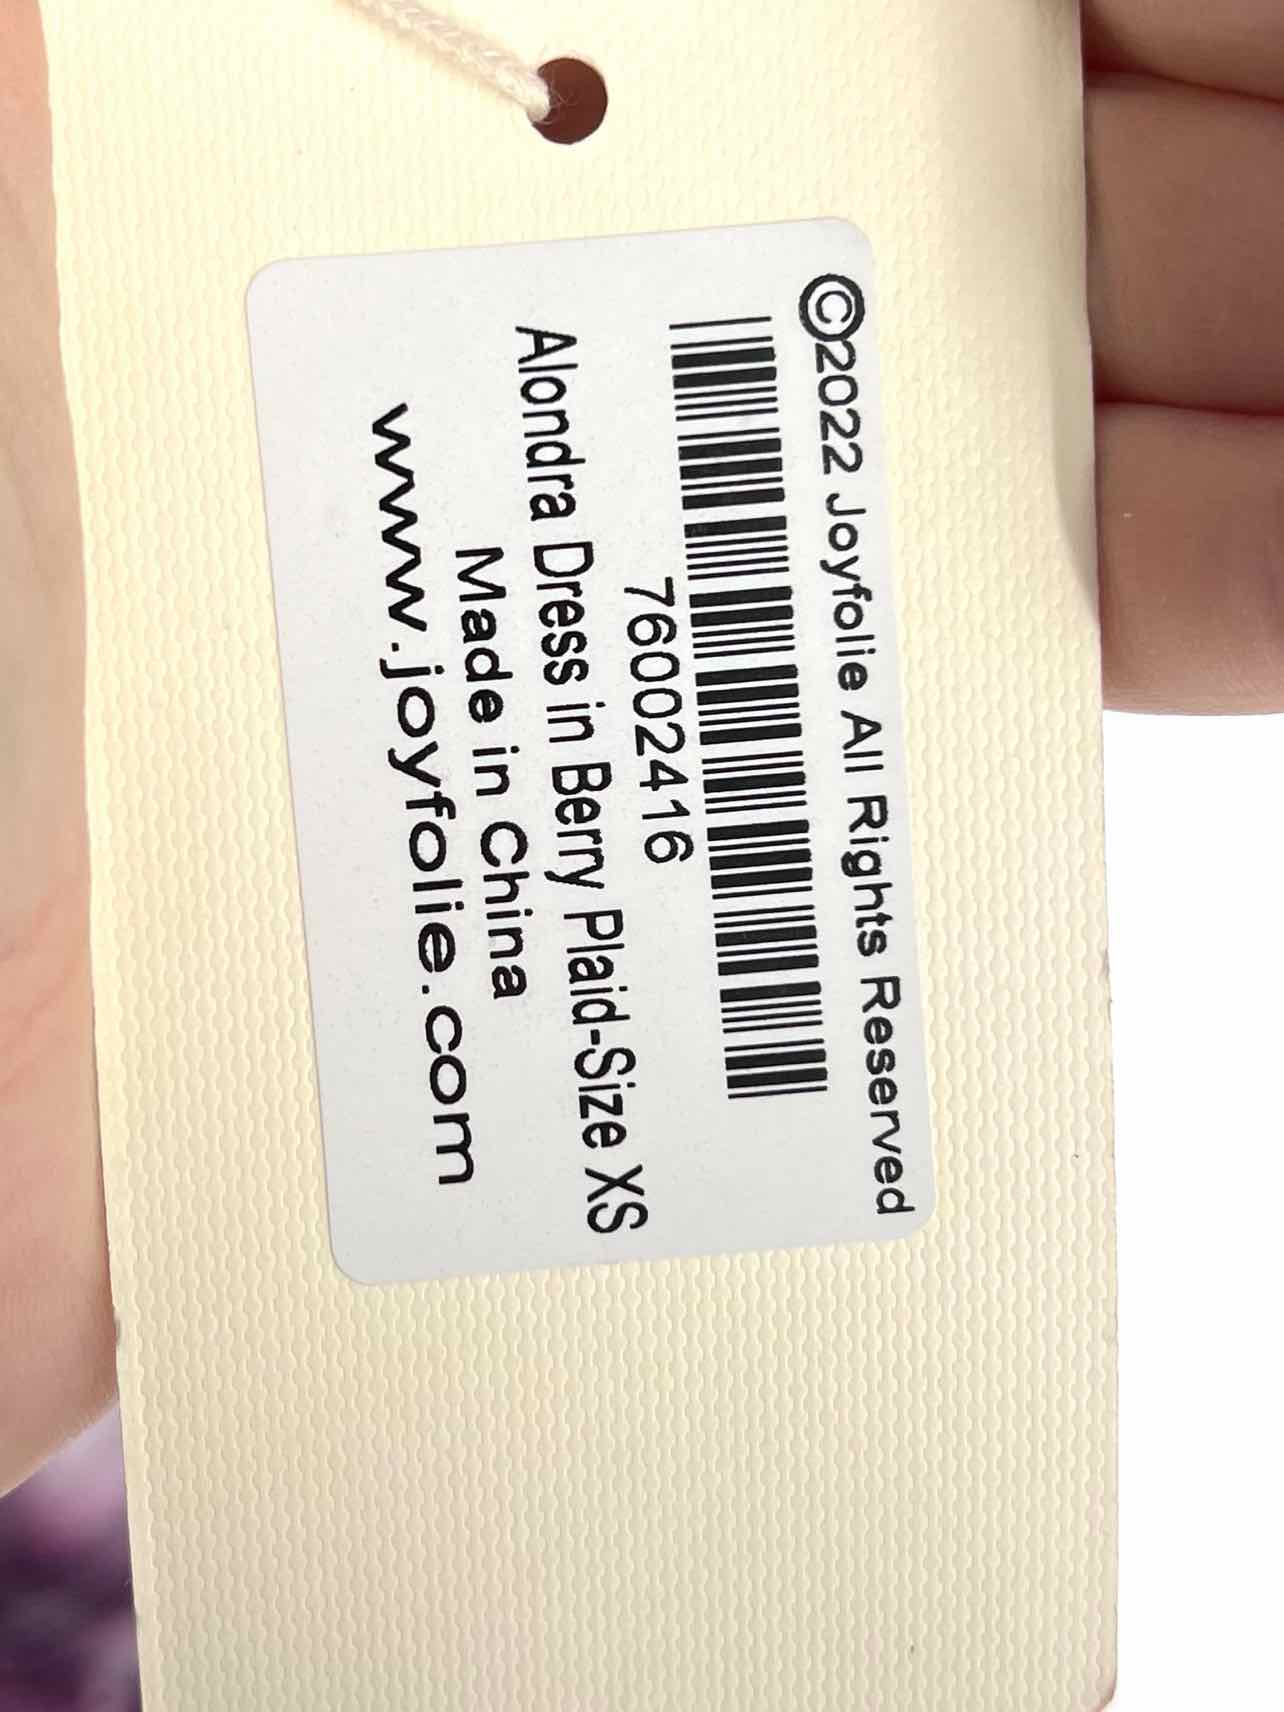 ©2022 Joyfolie All Rights Reserved
76002416
Alondra Dress in Berry Plaid-Size XS
Made in China
www.joyfolie.com